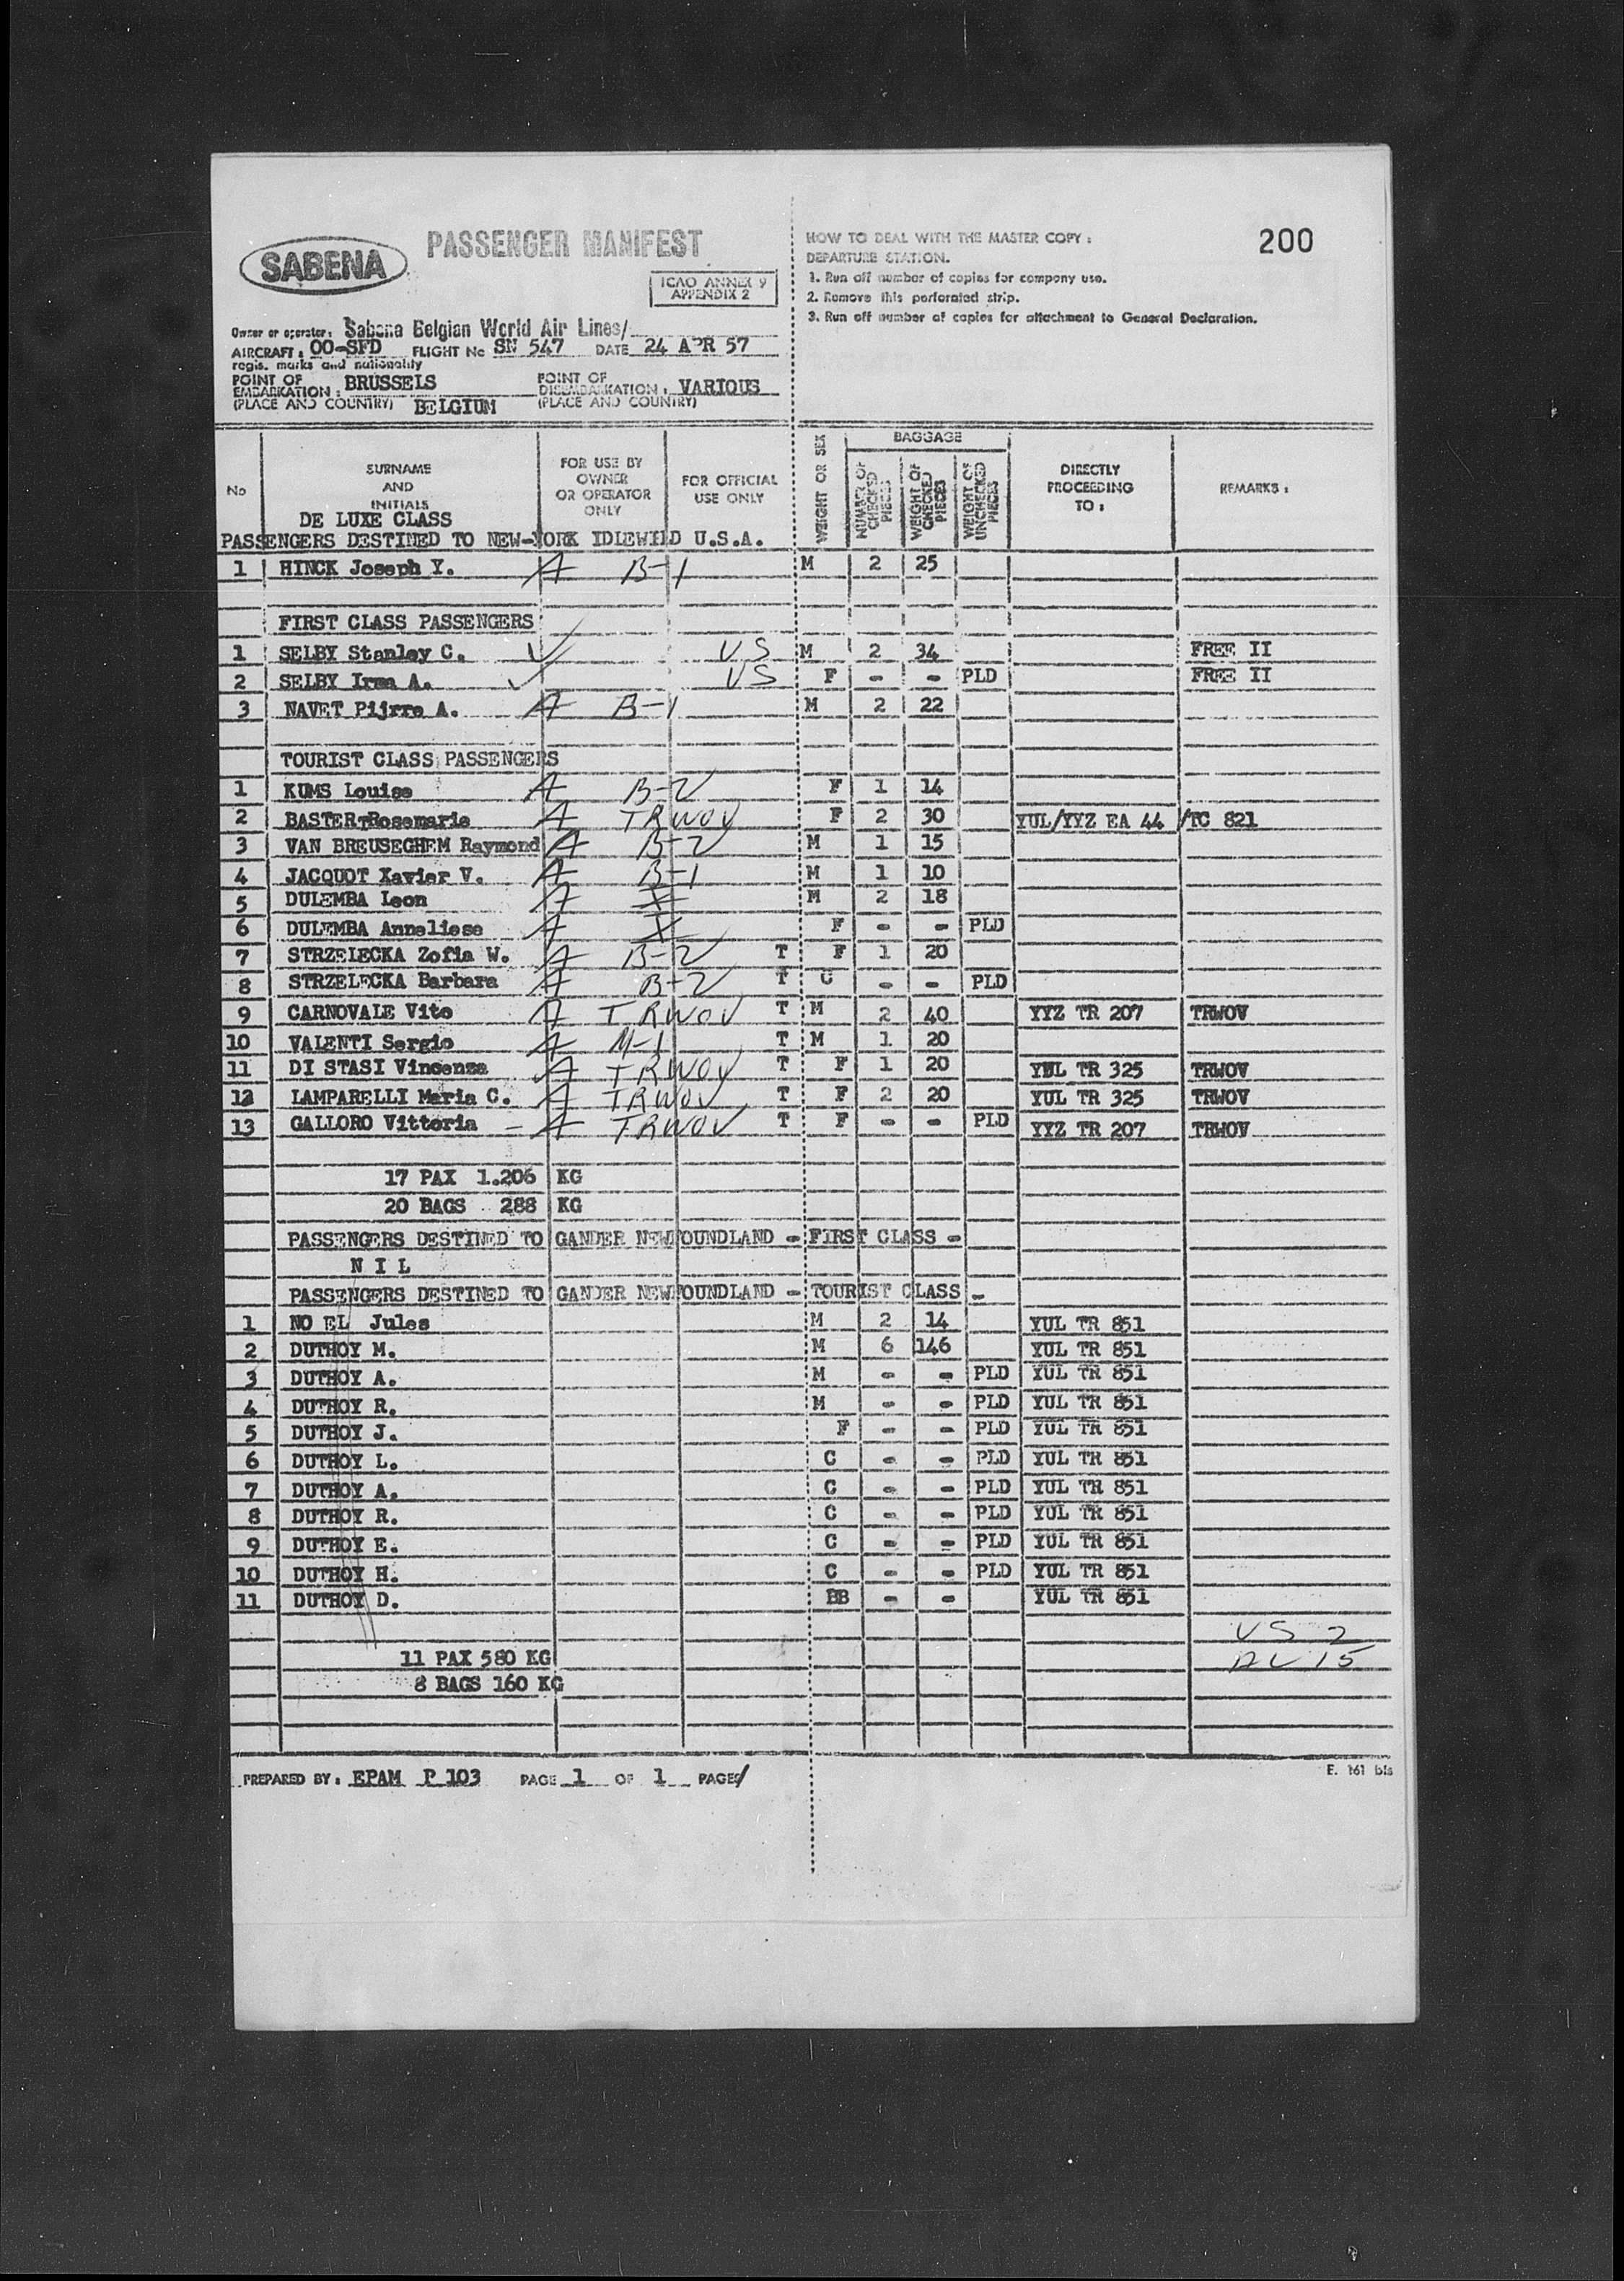 200
SABENA
PASSENGER MANIFEST
ICAO ANNEX 9
APPENDIX 2
HOW TO DEAL WITH THE MASTER COPY :
DEPARTURE STATION.
1. Run off number of copies for company use.
2. Remove this perforated strip.
3. Run off number of copies for attachment to General Declaration.
Owner or operator: Sabena Belgian World Air Lines/
AIRCRAFT : OO-SFD FLIGHT No SN 547 DATE 24 APR 57
regis. marks and nationality
POINT OF EMBARKATION : BRUSSELS POINT OF DISEMBARKATION : VARIOUS
(PLACE AND COUNTRY) BELGIUM (PLACE AND COUNTRY)
No SURNAME AND INITIALS FOR USE BY OWNER OR OPERATOR ONLY FOR OFFICIAL USE ONLY WEIGHT OR SEX BAGGAGE NUMBER OF CHECKED PIECES WEIGHT OF CHECKED PIECES WEIGHT OF UNCHECKED PIECES DIRECTLY PROCEEDING TO : REMARKS :
DE LUXE CLASS
PASSENGERS DESTINED TO NEW-YORK IDLEWILD U.S.A.
1 HINCK Joseph Y. A B-1 M 2 25
FIRST CLASS PASSENGERS
1 SELBY Stanley C. US M 2 34 FREE II
2 SELBY Irma A. US F - - PLD FREE II
3 NAVET Pijrre A. A B-1 M 2 22
TOURIST CLASS PASSENGERS
1 KUMS Louise A B-2 F 1 14
2 BASTERT Rosemarie A TRWOV F 2 30 YUL/YYZ EA 44 /TC 821
3 VAN BREUSEGHEM Raymond A B-2 M 1 15
4 JACQUOT Xavier V. A B-1 M 1 10
5 DULEMBA Leon A I M 2 18
6 DULEMBA Anneliese A I F - - PLD
7 STRZELECKA Zofia W. A B-2 T F 1 20
8 STRZELECKA Barbara A B-2 T C - - PLD
9 CARNOVALE Vito A TRWOV T M 2 40 YYZ TR 207 TRWOV
10 VALENTI Sergio A M-1 T M 1 20
11 DI STASI Vincenza A TRWOV T F 1 20 YUL TR 325 TRWOV
12 LAMPARELLI Maria C. A TRWOV T F 2 20 YUL TR 325 TRWOV
13 GALLORO Vittoria - A TRWOV T F - - PLD YYZ TR 207 TRWOV
17 PAX 1.206 KG
20 BAGS 288 KG
PASSENGERS DESTINED TO GANDER NEWFOUNDLAND - FIRST CLASS -
N I L
PASSENGERS DESTINED TO GANDER NEWFOUNDLAND - TOURIST CLASS -
1 NO EL Jules M 2 14 YUL TR 851
2 DUTHOY M. M 6 146 YUL TR 851
3 DUTHOY A. M - - PLD YUL TR 851
4 DUTHOY R. M - - PLD YUL TR 851
5 DUTHOY J. F - - PLD YUL TR 851
6 DUTHOY L. C - - PLD YUL TR 851
7 DUTHOY A. C - - PLD YUL TR 851
8 DUTHOY R. C - - PLD YUL TR 851
9 DUTHOY E. C - - PLD YUL TR 851
10 DUTHOY H. C - - PLD YUL TR 851
11 DUTHOY D. BB - - YUL TR 851
US 2
AL 15
11 PAX 580 KG
8 BAGS 160 KG
PREPARED BY : EPAM P 103 PAGE 1 OF 1 PAGES/
E. 161 bis